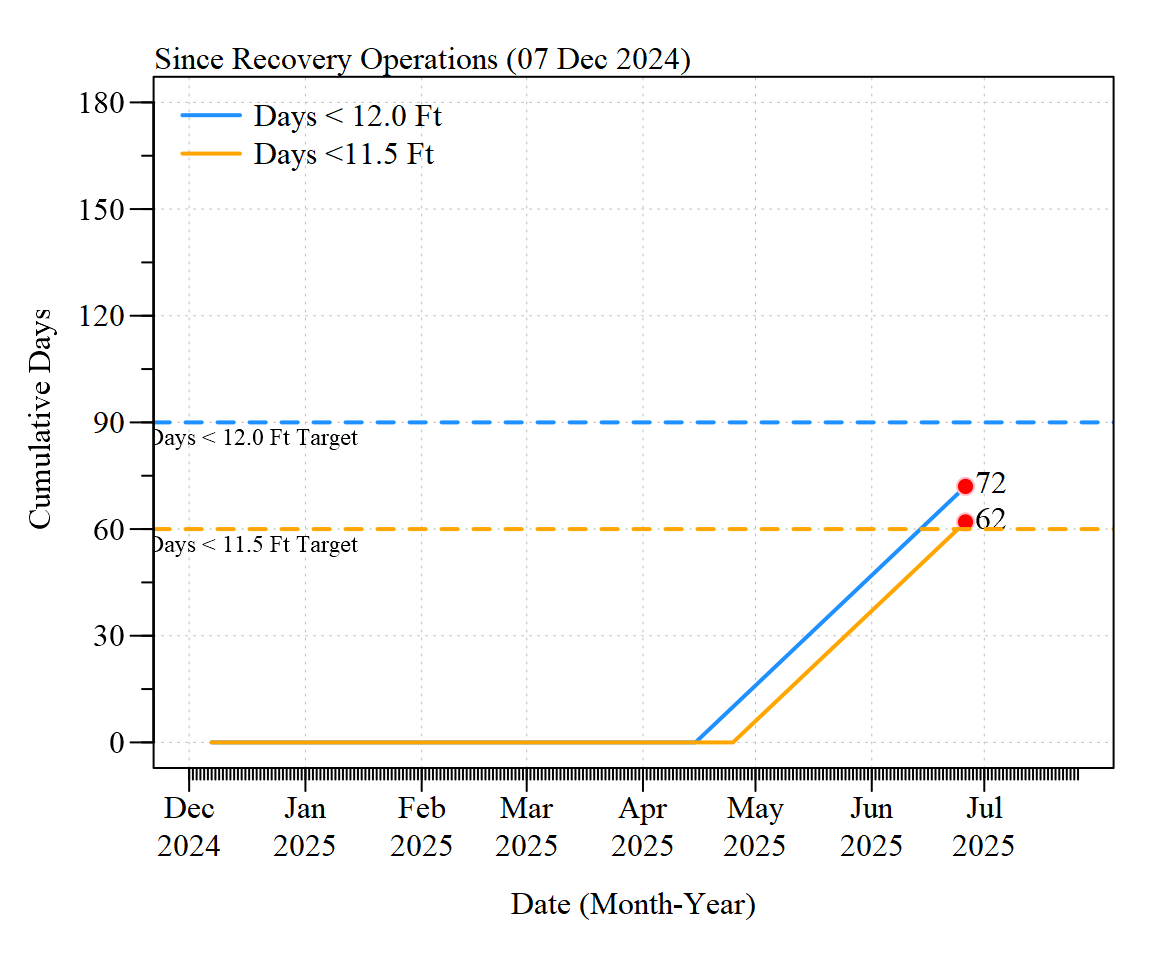 Since Recovery Operations (07 Dec 2024)
Days < 12.0 Ft
Days <11.5 Ft
180
150
120
90
60
30
0
Cumulative Days
Days < 12.0 Ft Target
Days < 11.5 Ft Target
72
62
Dec Jan Feb Mar Apr May Jun Jul
2024 2025 2025 2025 2025 2025 2025 2025
Date (Month-Year)